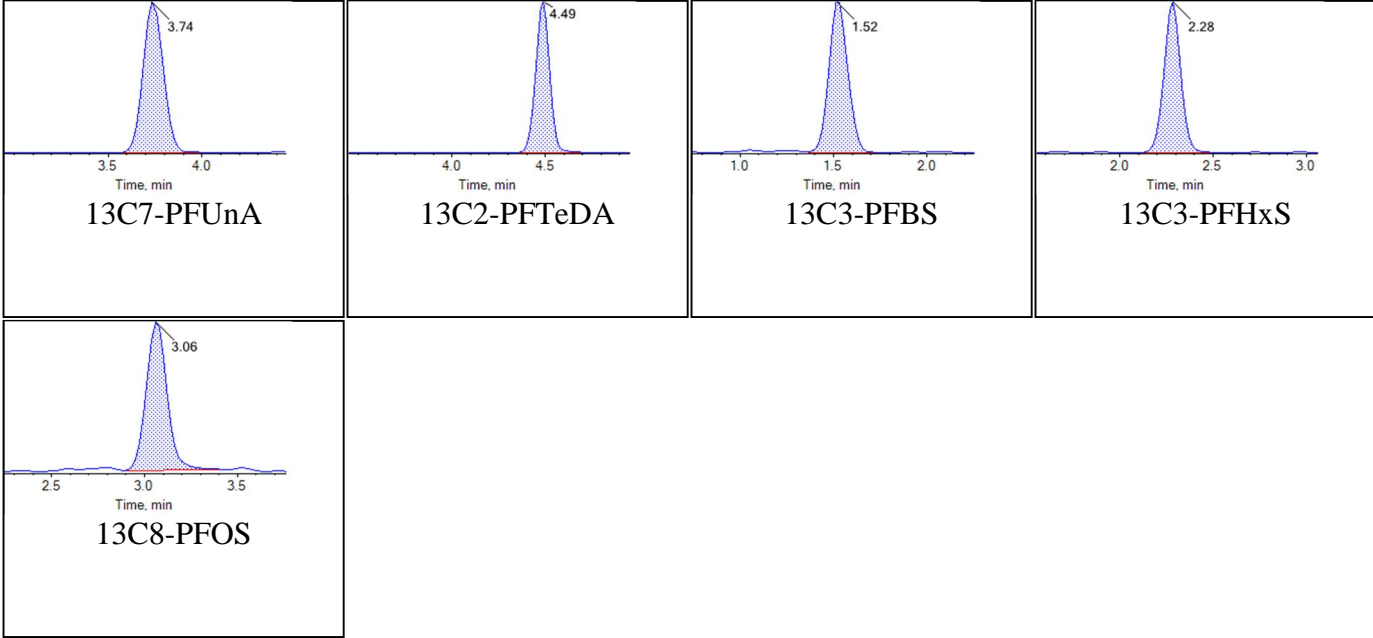 3.74
3.5 4.0
Time, min
13C7-PFUnA
4.49
4.0 4.5
Time, min
13C2-PFTeDA
1.52
1.0 1.5 2.0
Time, min
13C3-PFBS
2.28
2.0 2.5 3.0
Time, min
13C3-PFHxS
3.06
2.5 3.0 3.5
Time, min
13C8-PFOS